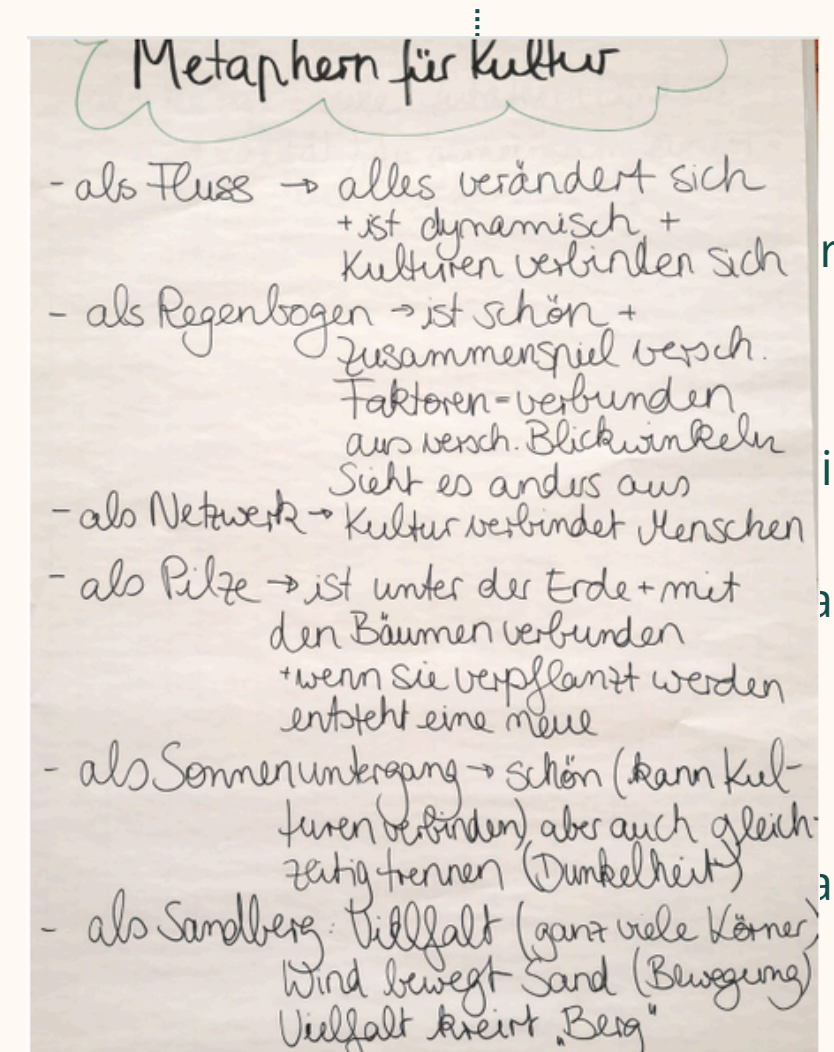 Metaphern für Kultur
- als Fluss → alles verändert sich
+ ist dynamisch +
Kulturen verbinden sich
- als Regenbogen → ist schön +
Zusammenspiel versch.
Faktoren = verbunden
aus versch. Blickwinkeln
Sieht es anders aus
- als Netzwerk → Kultur verbindet Menschen
- als Pilze → ist unter der Erde + mit
den Bäumen verbunden
+ wenn sie verpflanzt werden
entsteht eine neue
- als Sonnenuntergang → schön (kann Kul-
turen verbinden) aber auch gleich-
zeitig trennen (Dunkelheit)
- als Sandberg: Vielfalt (ganz viele Körner)
Wind bewegt Sand (Bewegung)
Vielfalt kreirt „Berg"